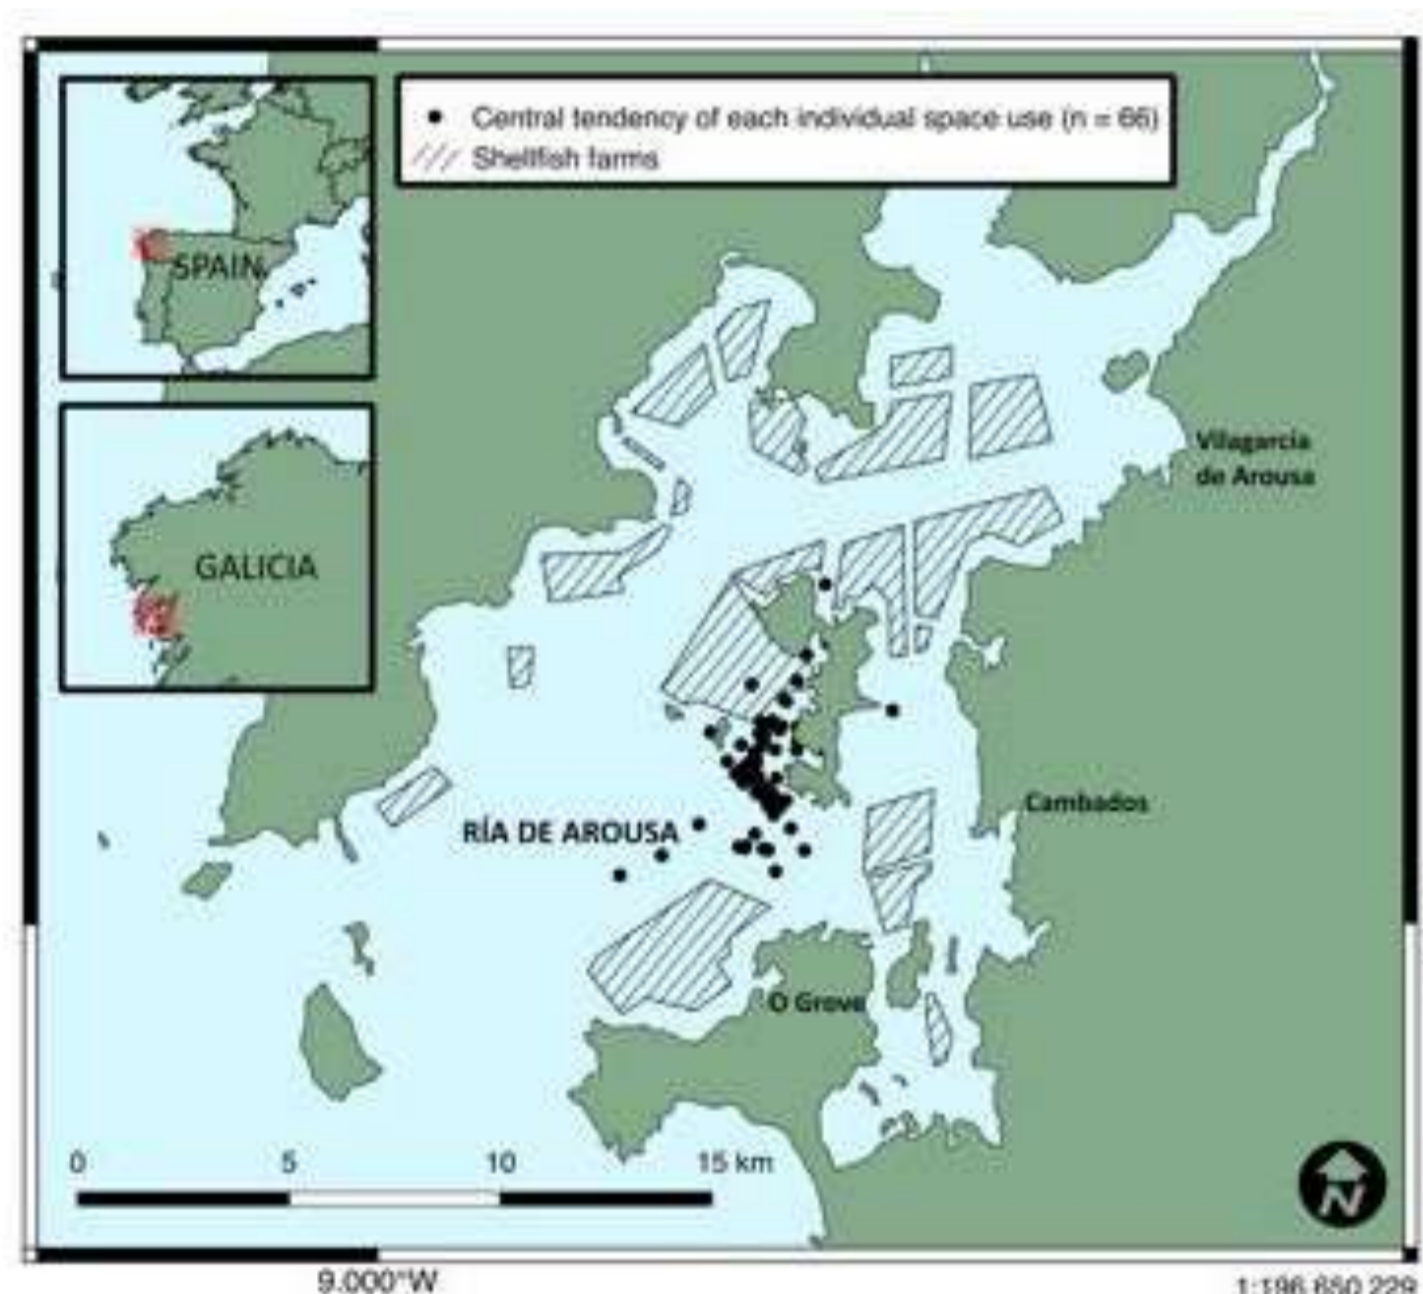 Central tendency of each individual space use (n = 66)
Shellfish farms
SPAIN
GALICIA
Vilagarcía
de Arousa
Cambados
RÍA DE AROUSA
O Grove
0 5 10 15 km
N
9.000°W
1:196.650.229